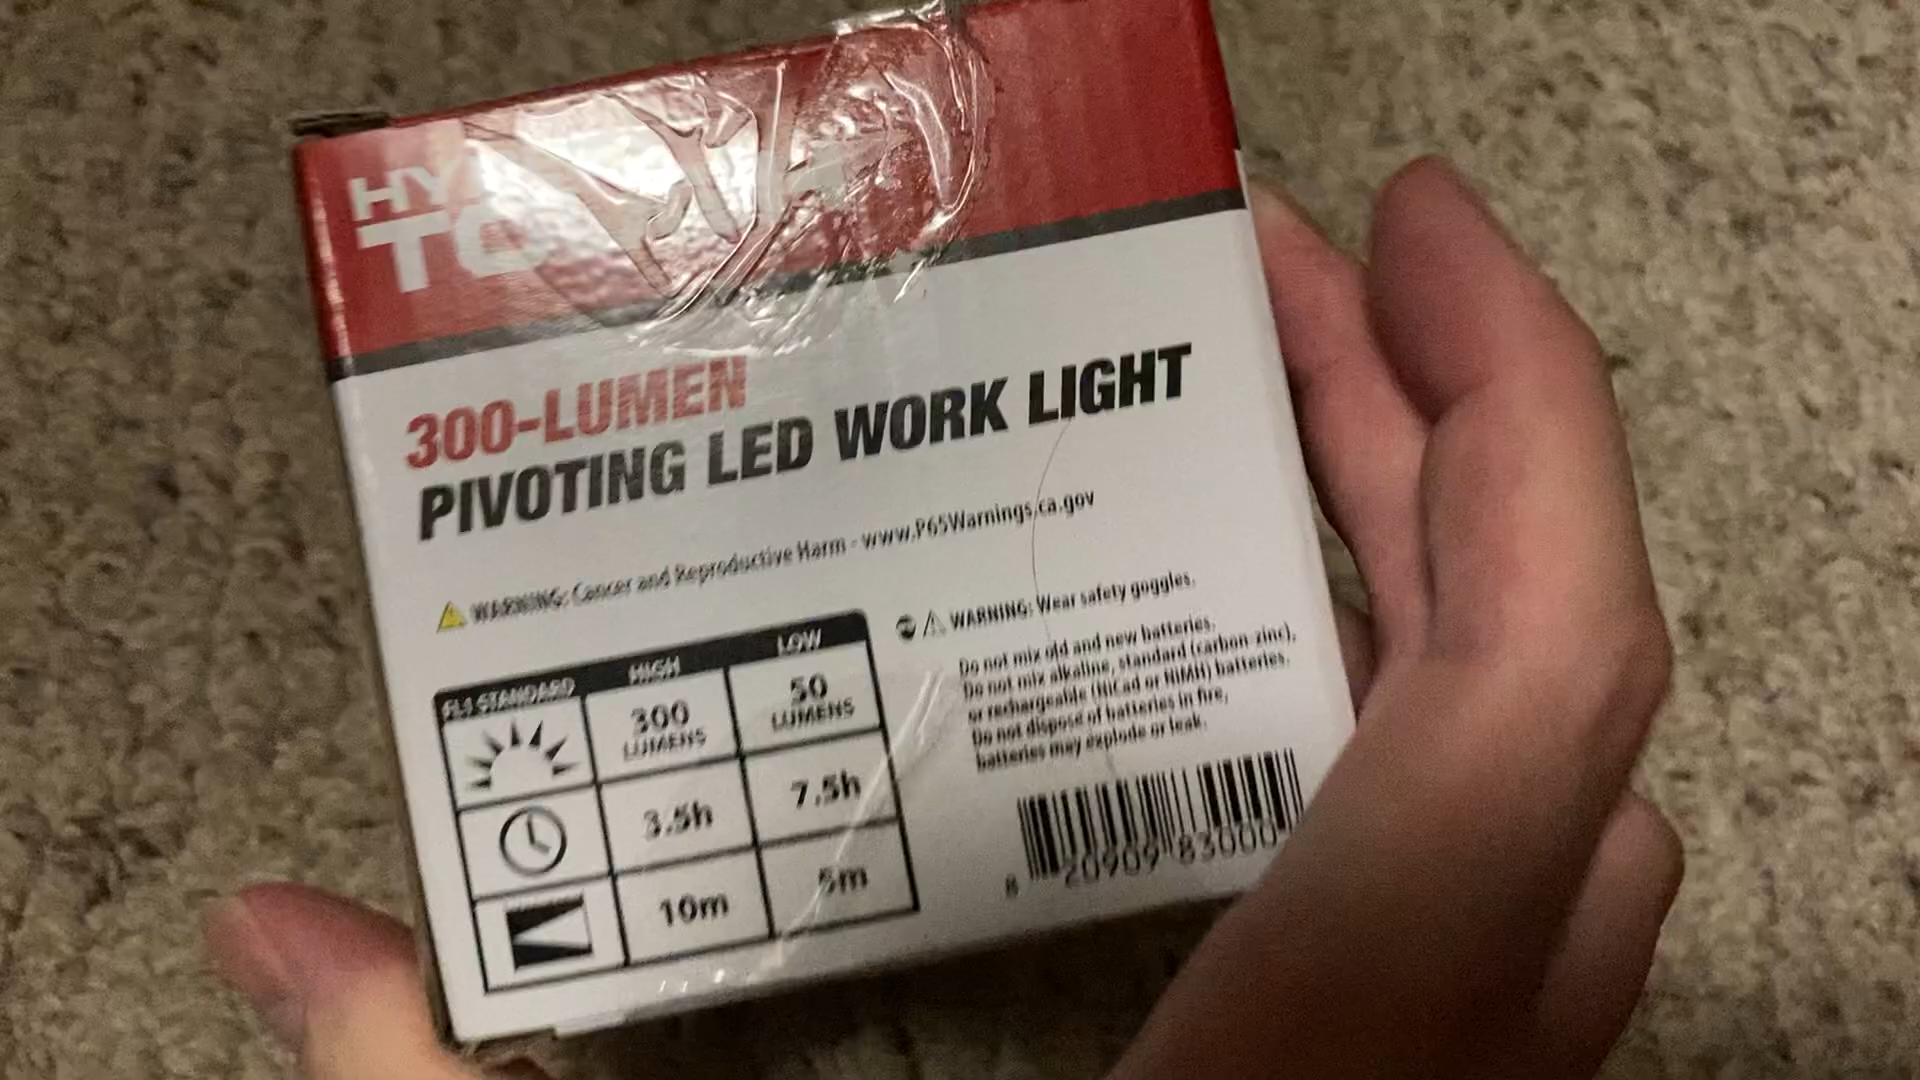 HY
TO
300-LUMEN
PIVOTING LED WORK LIGHT
WARNING: Cancer and Reproductive Harm - www.P65Warnings.ca.gov
FL1 STANDARD HIGH LOW
300 LUMENS 50 LUMENS
3.5h 7.5h
10m 5m
WARNING: Wear safety goggles.
Do not mix old and new batteries.
Do not mix alkaline, standard (carbon-zinc),
or rechargeable (NiCad or NiMH) batteries.
Do not dispose of batteries in fire,
batteries may explode or leak.
8 20909 83000